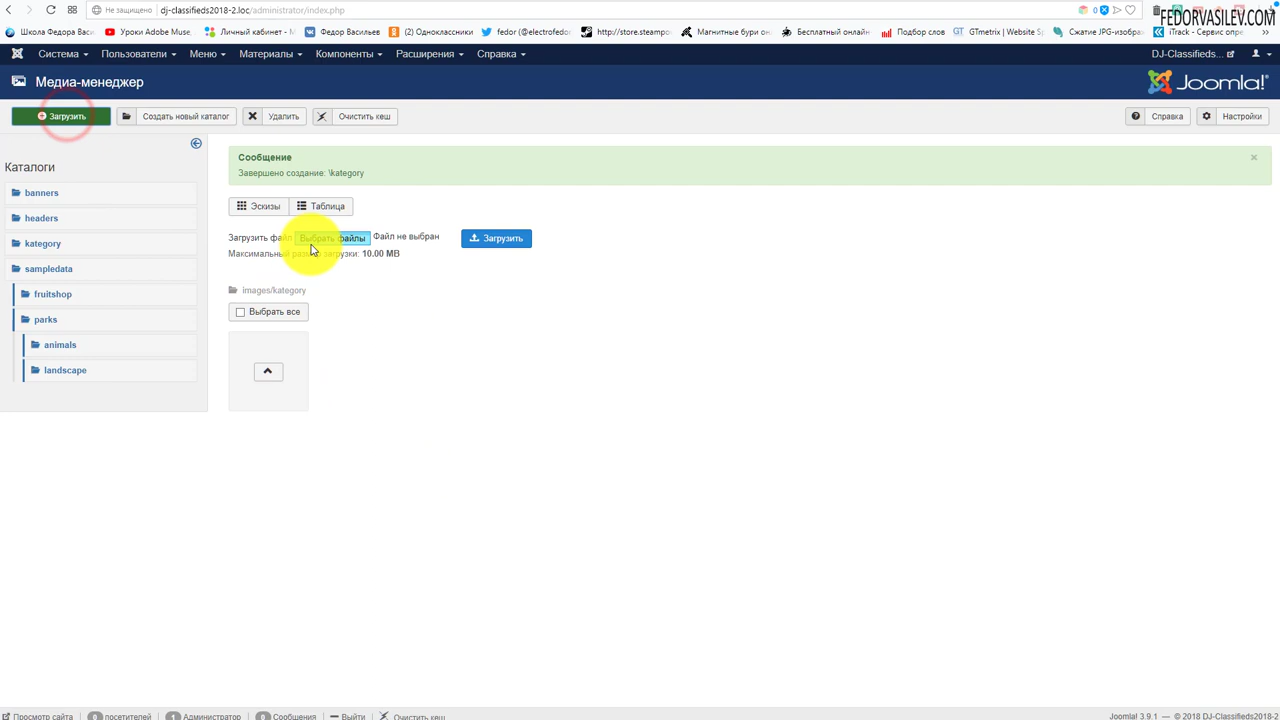 Не защищено dj-classifieds2018-2.loc/administrator/index.php 0
FEDORVASILEV.COM
Школа Федора Васи Уроки Adobe Muse, Личный кабинет - М Федор Васильев (2) Одноклассники fedor (@electrofedor http://store.steampo Магнитные бури он Бесплатный онлайн Подбор слов GTmetrix | Website S Сжатие JPG-изобра iTrack - Сервис опре
Система Пользователи Меню Материалы Компоненты Расширения Справка DJ-Classifieds...
Медиа-менеджер Joomla!
Загрузить Создать новый каталог Удалить Очистить кеш Справка Настройки
Каталоги
banners
headers
kategory
sampledata
fruitshop
parks
animals
landscape
Сообщение
Завершено создание: \kategory
×
Эскизы Таблица
Загрузить файл Выбрать файлы Файл не выбран Загрузить
Максимальный размер загрузки: 10.00 MB
images/kategory
Выбрать все
Просмотр сайта 0 посетителей 1 Администратор 0 Сообщения Выйти Очистить кеш Joomla! 3.9.1 — © 2018 DJ-Classifieds2018-2